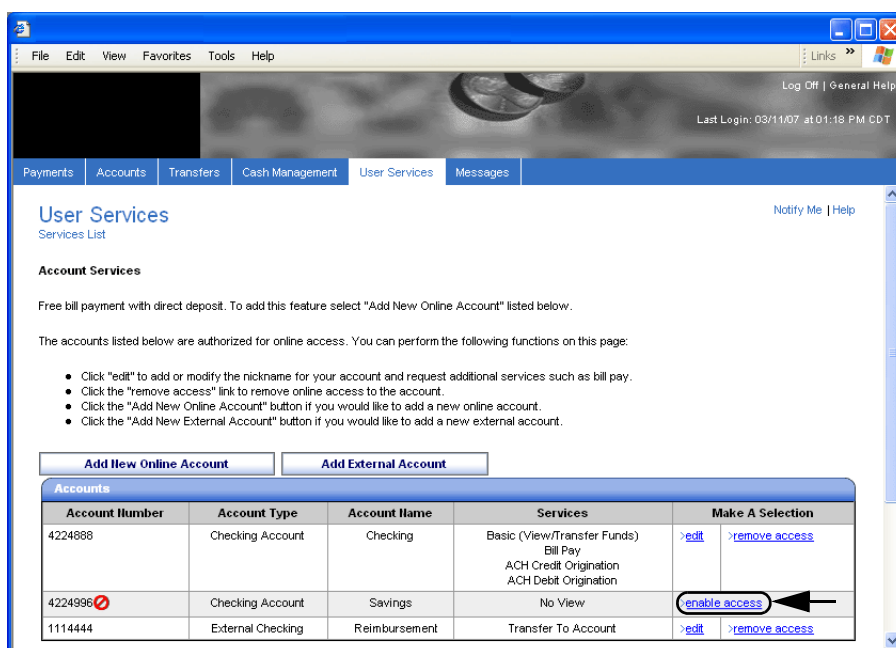 File Edit View Favorites Tools Help Links »
Log Off | General Help
Last Login: 03/11/07 at 01:18 PM CDT
Payments Accounts Transfers Cash Management User Services Messages
User Services
Notify Me | Help
Services List
Account Services
Free bill payment with direct deposit. To add this feature select "Add New Online Account" listed below.
The accounts listed below are authorized for online access. You can perform the following functions on this page:
• Click "edit" to add or modify the nickname for your account and request additional services such as bill pay.
• Click the "remove access" link to remove online access to the account.
• Click the "Add New Online Account" button if you would like to add a new online account.
• Click the "Add New External Account" button if you would like to add a new external account.
Add New Online Account Add External Account
Accounts
Account Number Account Type Account Name Services Make A Selection
4224888 Checking Account Checking Basic (View/Transfer Funds) >edit >remove access
Bill Pay
ACH Credit Origination
ACH Debit Origination
4224996 Checking Account Savings No View >enable access
1114444 External Checking Reimbursement Transfer To Account >edit >remove access